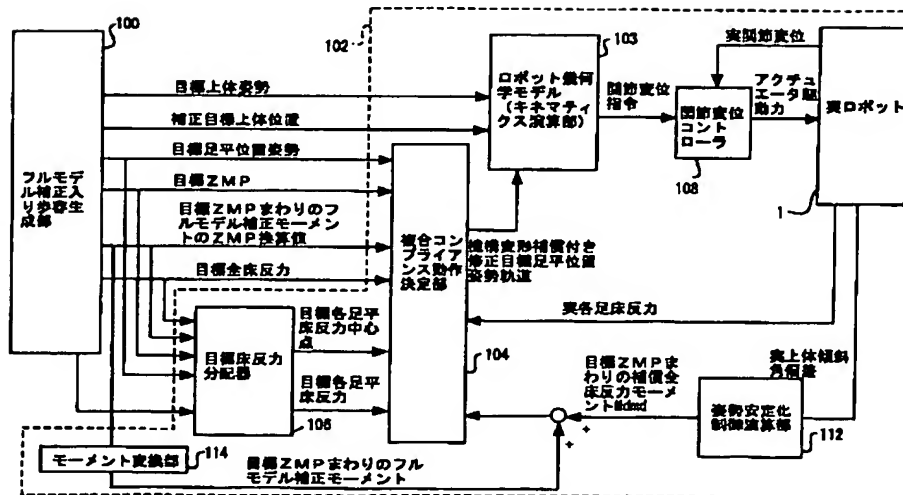 100
102
103
実関節変位
目標上体姿勢
ロボット幾何
学モデル
(キネマティ
クス演算部)
関節変位
指令
アクチュ
エータ駆
動力
実ロボット
補正目標上体位置
関節変位
コント
ローラ
108
1
目標足平位置姿勢
フルモデ
ル補正入
り歩容生
成部
目標ZMP
目標ZMPまわりのフ
ルモデル補正モーメ
ントのZMP換算値
複合コン
プライア
ンス動作
決定部
機構変形補償付き
修正目標足平位置
姿勢軌道
目標全床反力
実各足床反力
目標床反力
分配器
目標各足平
床反力中心
点
目標各足平
床反力
104
106
目標ZMPま
わりの補償全
床反力モーメ
ントMdmd
実上体傾斜
角偏差
姿勢安定化
制御演算部
112
+
+
モーメント変換部
114
目標ZMPまわりのフル
モデル補正モーメント